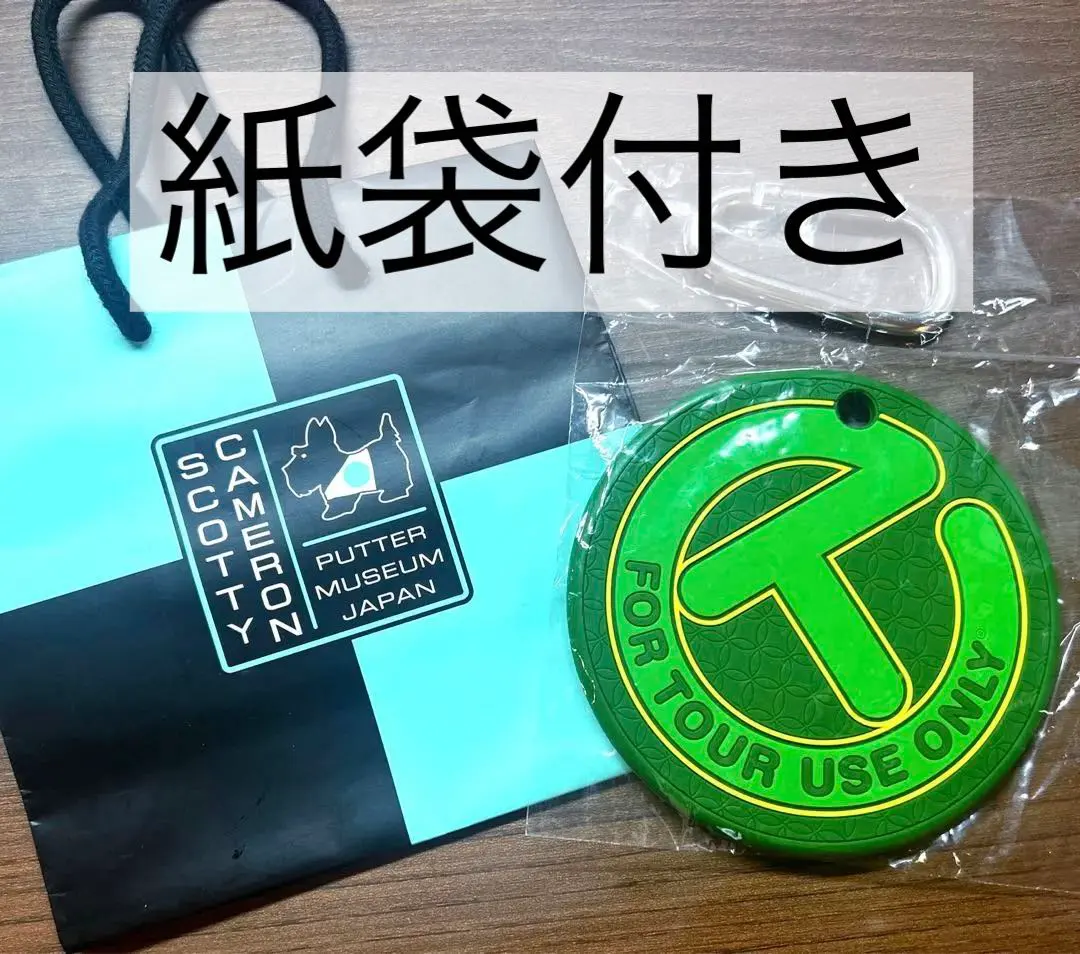 紙袋付き
SCOTTY
CAMERON
PUTTER
MUSEUM
JAPAN
FOR TOUR USE ONLY®